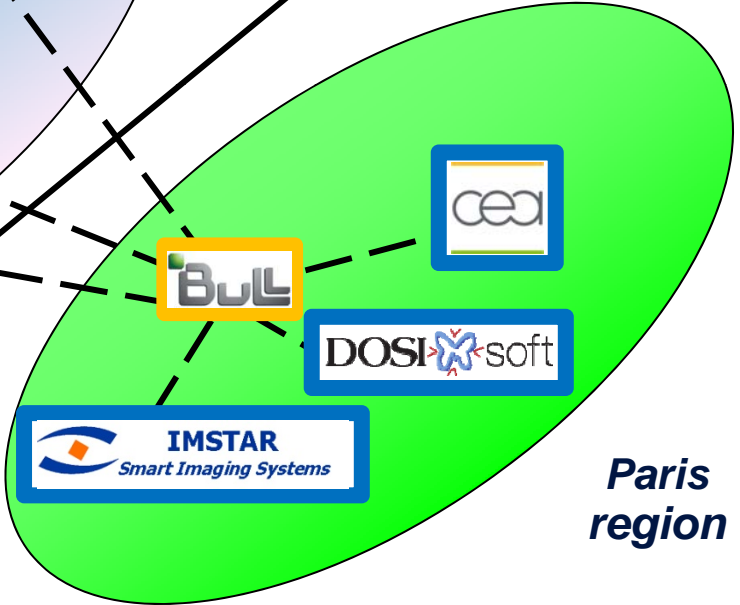 cea
Bull
DOSI soft
IMSTAR
Smart Imaging Systems
Paris
region